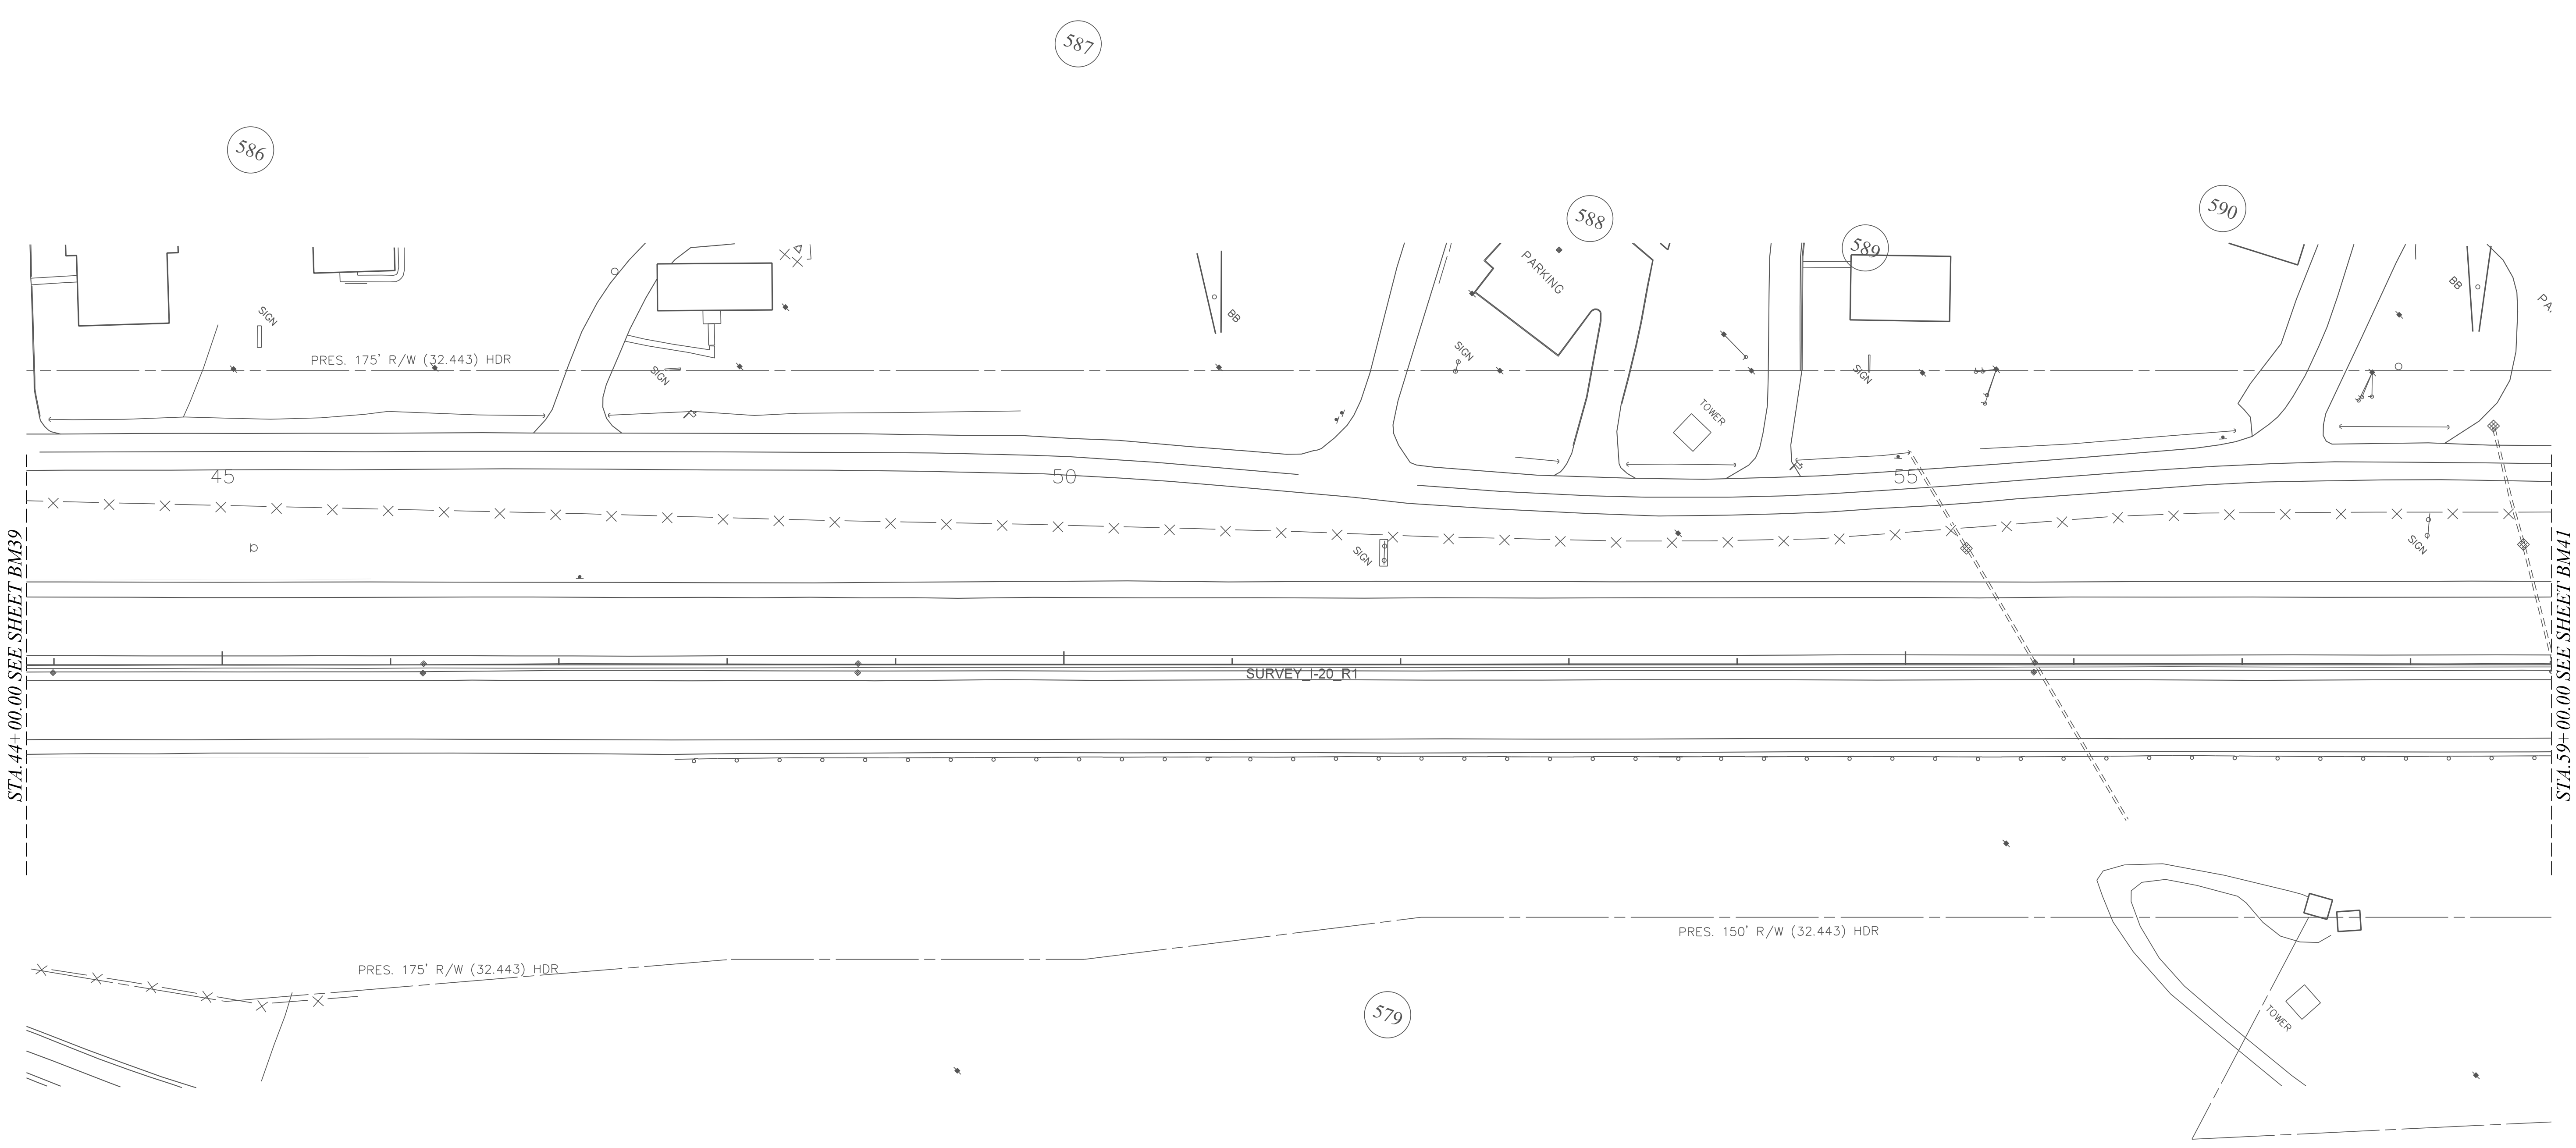 587
586
590
588
589
PARKING
SIGN
BB
BB
PA
PRES. 175' R/W (32.443) HDR
SIGN
SIGN
SIGN
TOWER
45
50
55
SIGN
SIGN
STA.44+00.00 SEE SHEET BM39
STA.59+00.00 SEE SHEET BM41
SURVEY_I-20_R1
PRES. 150' R/W (32.443) HDR
PRES. 175' R/W (32.443) HDR
579
TOWER